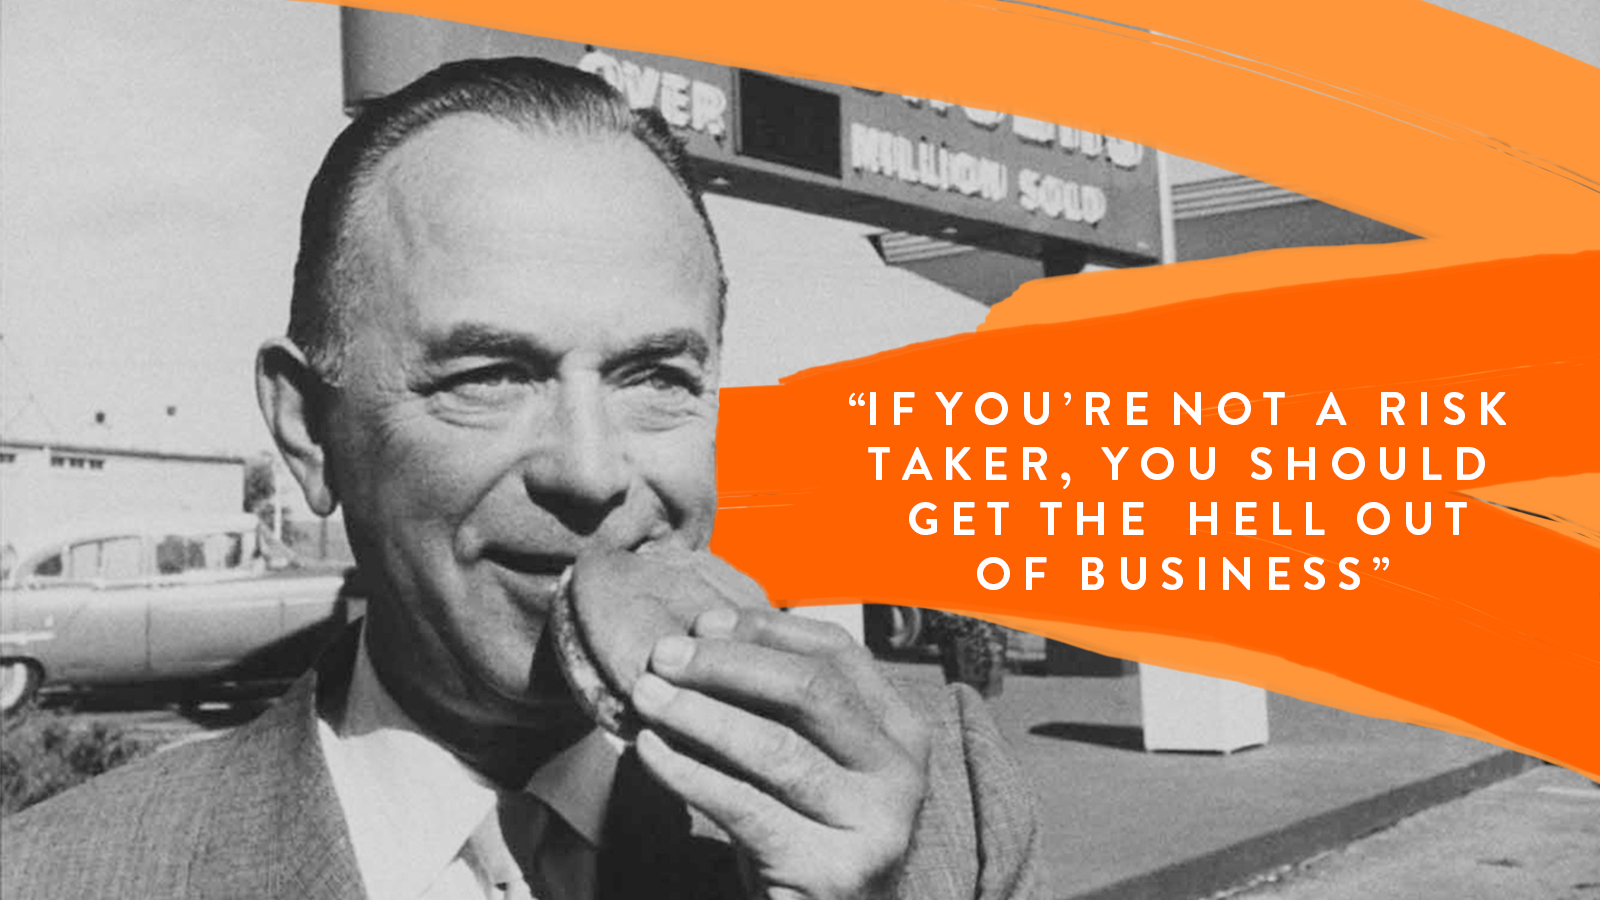 OVER
MILLION SOLD
“IF YOU’RE NOT A RISK
TAKER, YOU SHOULD
GET THE HELL OUT
OF BUSINESS”